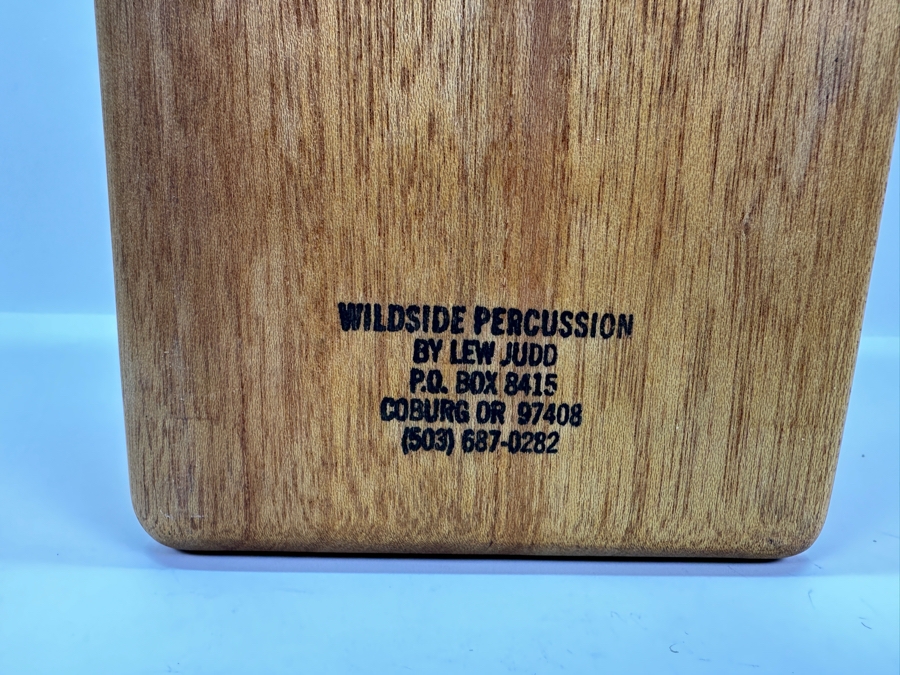 WILDSIDE PERCUSSION
BY LEW JUDD
P.O. BOX 8415
COBURG OR 97408
(503) 687-0282